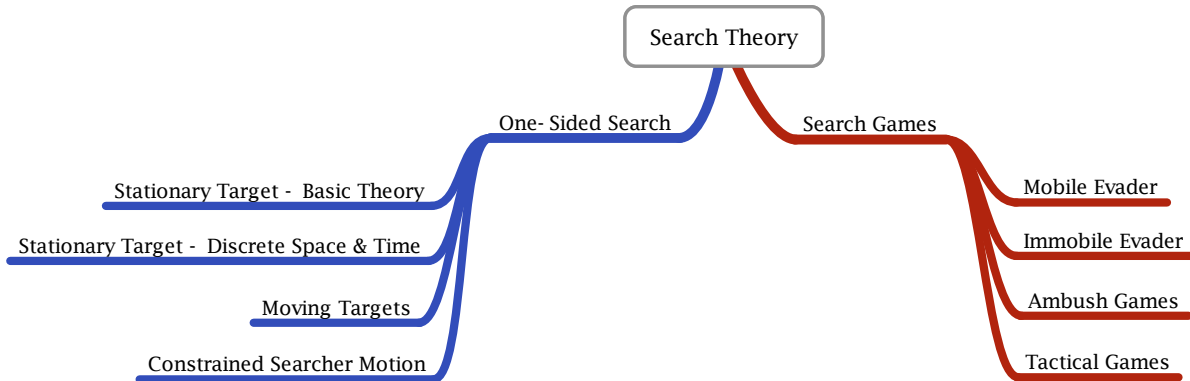 Search Theory
One- Sided Search
Search Games
Stationary Target -  Basic Theory
Stationary Target -  Discrete Space & Time
Moving Targets
Constrained Searcher Motion
Mobile Evader
Immobile Evader
Ambush Games
Tactical Games